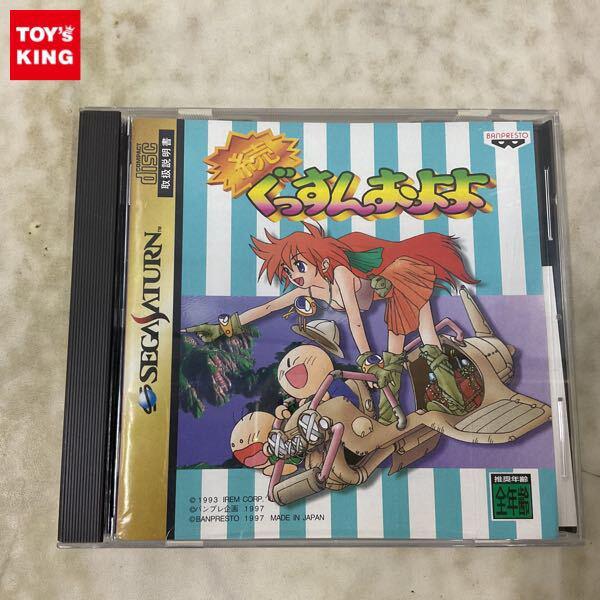 TOY's
KING
COMPACT
disc
取扱説明書
SEGA SATURN™
BANPRESTO
続
ぐっすんおよよ
© 1993 IREM CORP.
©バンプレ企画 1997
©BANPRESTO 1997 MADE IN JAPAN
推奨年齢
全年齢